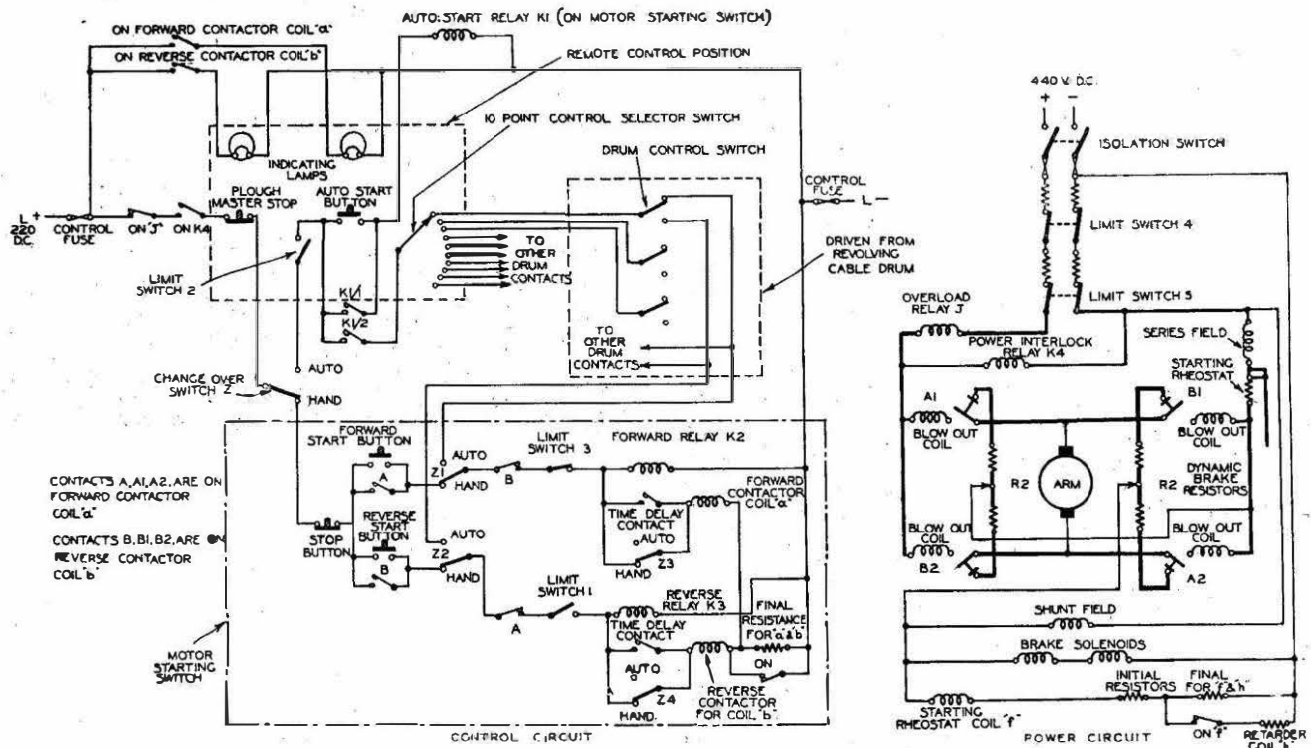 AUTO:START RELAY K1 (ON MOTOR STARTING SWITCH)
ON FORWARD CONTACTOR COIL "a"
ON REVERSE CONTACTOR COIL "b"
REMOTE CONTROL POSITION
10 POINT CONTROL SELECTOR SWITCH
INDICATING
LAMPS
PLOUGH
MASTER STOP
AUTO START
BUTTON
DRUM CONTROL SWITCH
CONTROL
FUSE
L −
L +
220
D.C.
CONTROL
FUSE
ON "J"
ON K4
LIMIT
SWITCH 2
K1/1
K1/2
TO
OTHER
DRUM
CONTACTS
DRIVEN FROM
REVOLVING
CABLE DRUM
TO
OTHER
DRUM
CONTACTS
CHANGE OVER
SWITCH Z
AUTO
HAND
FORWARD
START BUTTON
A
Z1
AUTO
HAND
B
LIMIT
SWITCH 3
FORWARD RELAY K2
FORWARD
CONTACTOR
COIL "a"
TIME DELAY
CONTACT
AUTO
HAND
Z3
CONTACTS A, A1, A2, ARE ON
FORWARD CONTACTOR
COIL "a"
CONTACTS B, B1, B2, ARE ON
REVERSE CONTACTOR
COIL "b"
STOP
BUTTON
REVERSE
START
BUTTON
B
Z2
AUTO
HAND
A
LIMIT
SWITCH 1
REVERSE
RELAY K3
TIME DELAY
CONTACT
AUTO
HAND.
Z4
FINAL
RESISTANCE
FOR "a" & "b"
ON
REVERSE
CONTACTOR
FOR COIL "b"
MOTOR
STARTING
SWITCH
CONTROL CIRCUIT
440 V. D.C.
+ −
ISOLATION SWITCH
LIMIT SWITCH 4
LIMIT SWITCH 5
OVERLOAD
RELAY J
POWER INTERLOCK
RELAY K4
SERIES FIELD
STARTING
RHEOSTAT
A1
B1
BLOW OUT
COIL
BLOW OUT
COIL
R2
ARM
R2
DYNAMIC
BRAKE
RESISTORS
BLOW OUT
COIL
B2
BLOW OUT
COIL
A2
SHUNT FIELD
BRAKE SOLENOIDS
INITIAL
RESISTORS
FINAL
FOR "f" & "h"
STARTING
RHEOSTAT COIL "f"
ON "f"
RETARDER
POWER CIRCUIT